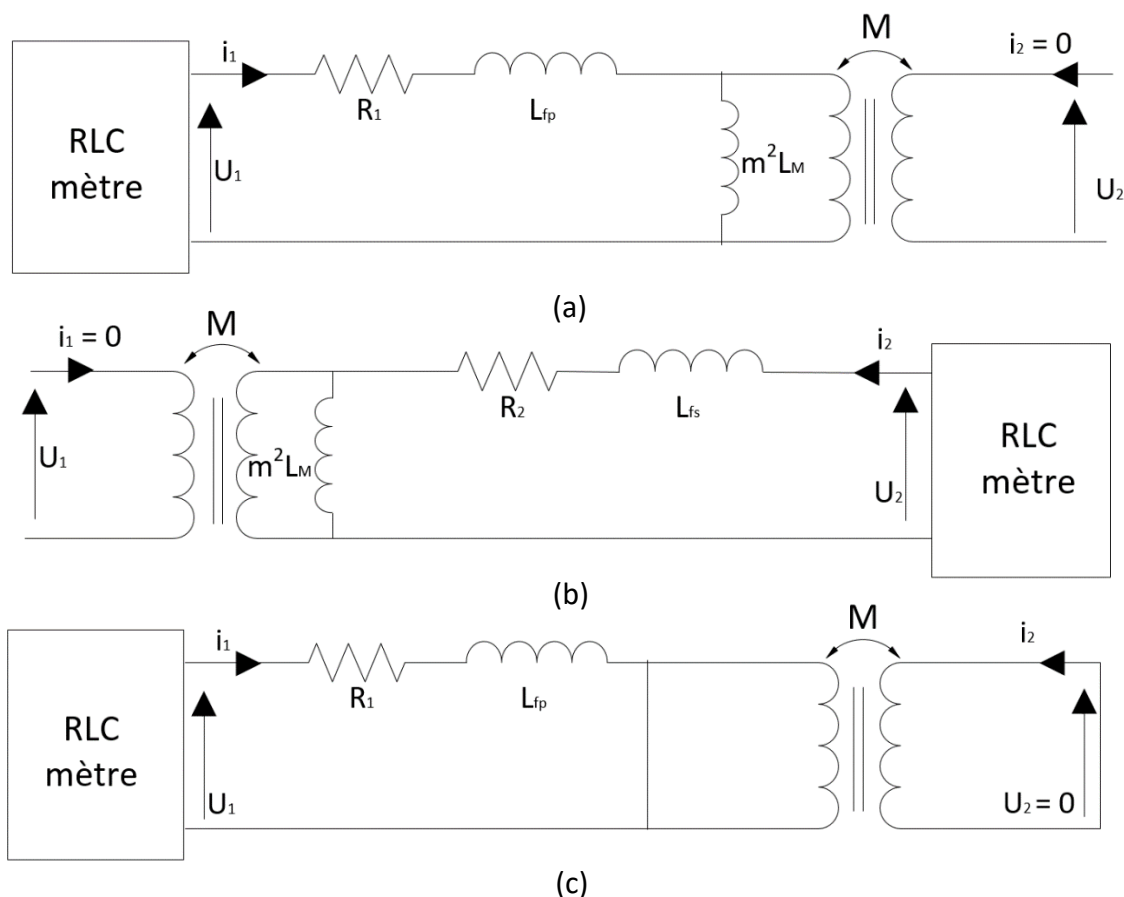 M
i₁
i₂ = 0
RLC
mètre
U₁
R₁
Lfp
m²LM
U₂
(a)
i₁ = 0
M
i₂
U₁
m²LM
R₂
Lfs
U₂
RLC
mètre
(b)
M
i₁
i₂
RLC
mètre
U₁
R₁
Lfp
U₂ = 0
(c)